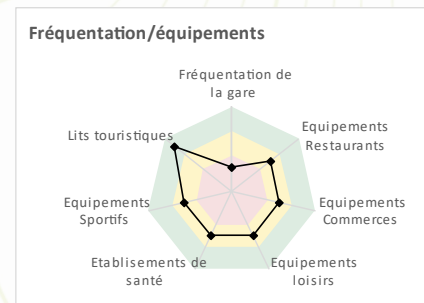 Fréquentation/équipements
Fréquentation de
la gare
Lits touristiques
Equipements
Restaurants
Equipements
Sportifs
Equipements
Commerces
Etablisements de
santé
Equipements
loisirs